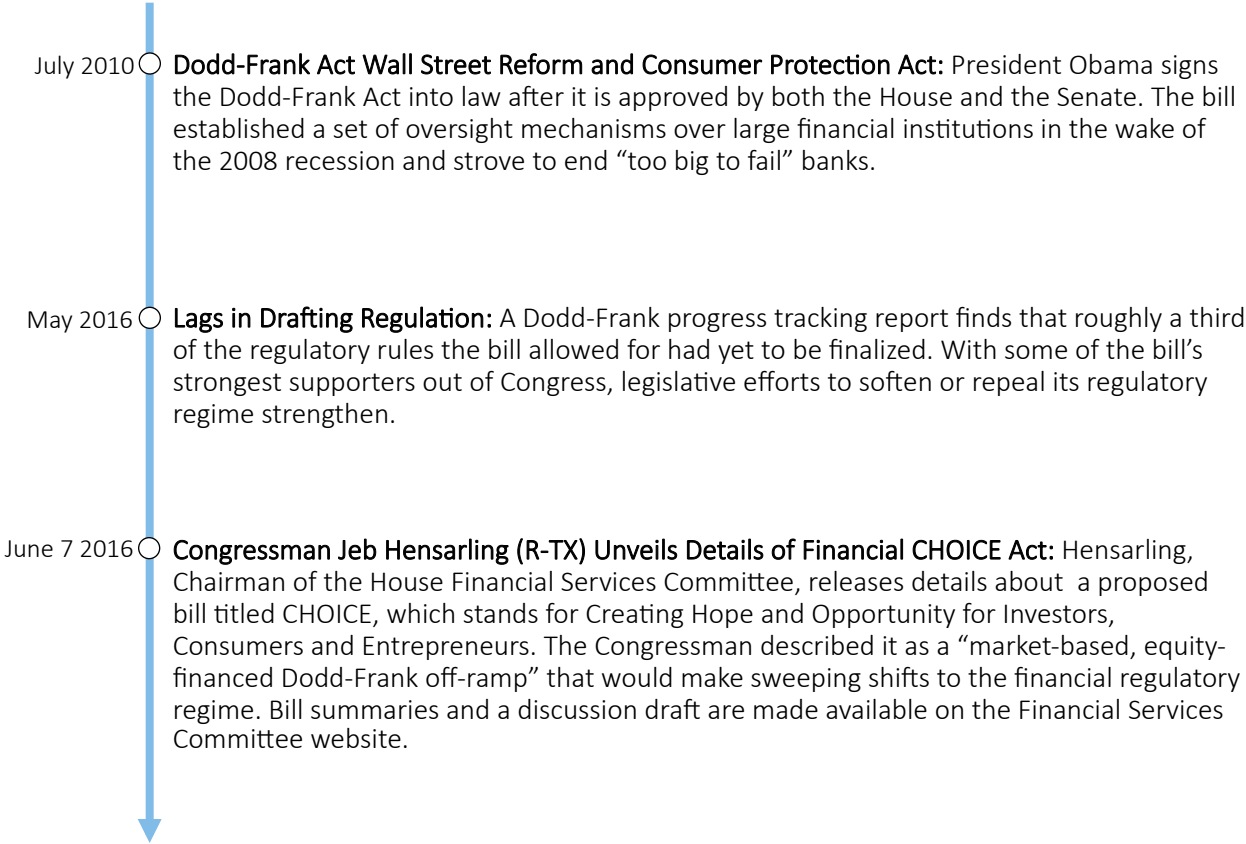 July 2010 Dodd-Frank Act Wall Street Reform and Consumer Protection Act: President Obama signs
the Dodd-Frank Act into law after it is approved by both the House and the Senate. The bill
established a set of oversight mechanisms over large financial institutions in the wake of
the 2008 recession and strove to end “too big to fail” banks.
May 2016 Lags in Drafting Regulation: A Dodd-Frank progress tracking report finds that roughly a third
of the regulatory rules the bill allowed for had yet to be finalized. With some of the bill’s
strongest supporters out of Congress, legislative efforts to soften or repeal its regulatory
regime strengthen.
June 7 2016 Congressman Jeb Hensarling (R-TX) Unveils Details of Financial CHOICE Act: Hensarling,
Chairman of the House Financial Services Committee, releases details about a proposed
bill titled CHOICE, which stands for Creating Hope and Opportunity for Investors,
Consumers and Entrepreneurs. The Congressman described it as a “market-based, equity-
financed Dodd-Frank off-ramp” that would make sweeping shifts to the financial regulatory
regime. Bill summaries and a discussion draft are made available on the Financial Services
Committee website.